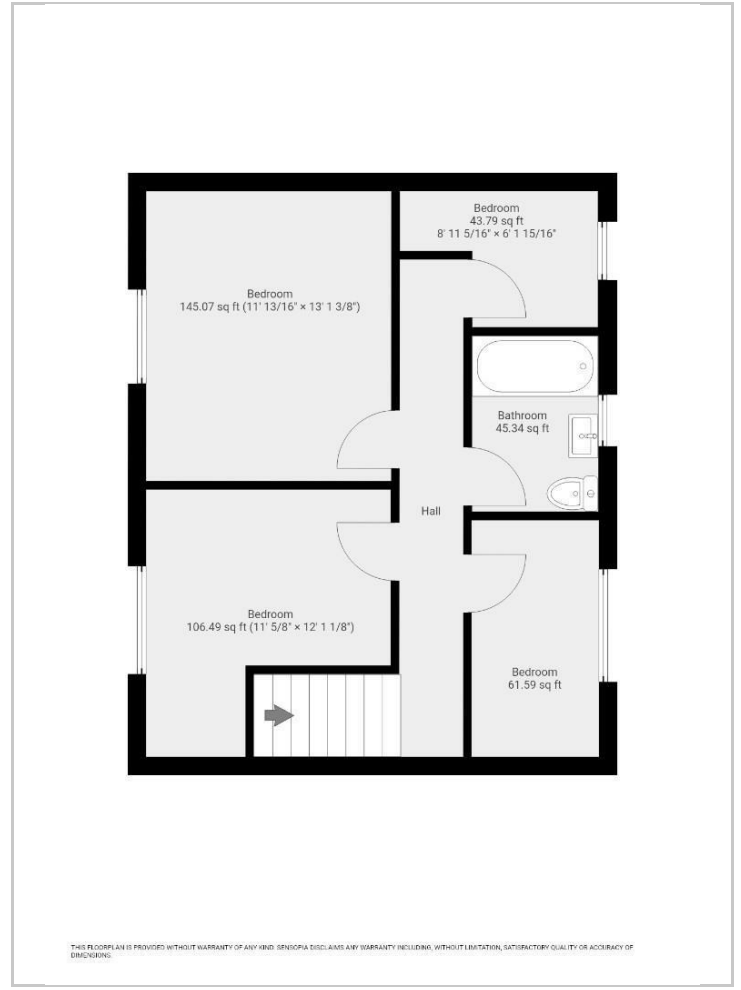 Bedroom
43.79 sq ft
8' 11 5/16" × 6' 1 15/16"
Bedroom
145.07 sq ft (11' 13/16" × 13' 1 3/8")
Bathroom
45.34 sq ft
Hall
Bedroom
106.49 sq ft (11' 5/8" × 12' 1 1/8")
Bedroom
61.59 sq ft
THIS FLOORPLAN IS PROVIDED WITHOUT WARRANTY OF ANY KIND. SENSOPIA DISCLAIMS ANY WARRANTY INCLUDING, WITHOUT LIMITATION, SATISFACTORY QUALITY OR ACCURACY OF
DIMENSIONS.